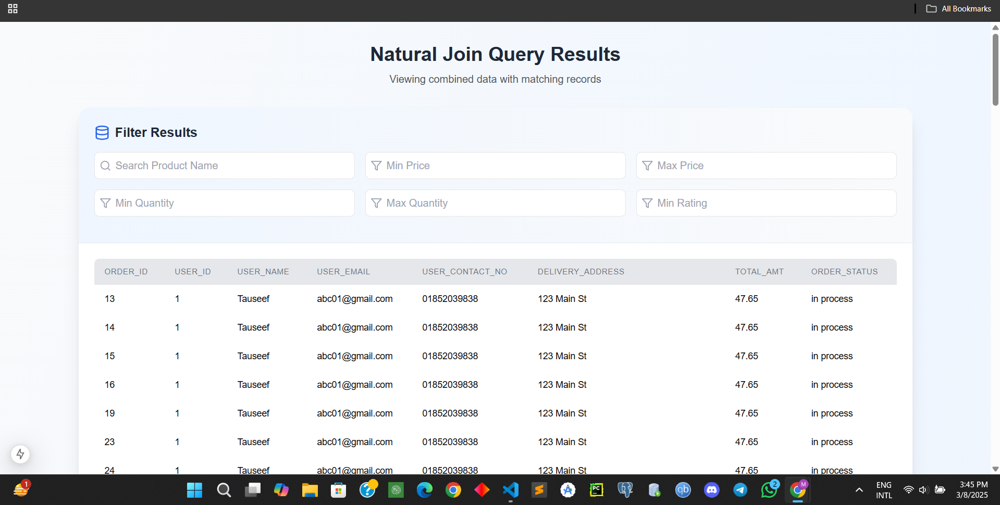 All Bookmarks
Natural Join Query Results
Viewing combined data with matching records
Filter Results
Search Product Name Min Price Max Price
Min Quantity Max Quantity Min Rating
ORDER_ID USER_ID USER_NAME USER_EMAIL USER_CONTACT_NO DELIVERY_ADDRESS TOTAL_AMT ORDER_STATUS
13 1 Tauseef abc01@gmail.com 01852039838 123 Main St 47.65 in process
14 1 Tauseef abc01@gmail.com 01852039838 123 Main St 47.65 in process
15 1 Tauseef abc01@gmail.com 01852039838 123 Main St 47.65 in process
16 1 Tauseef abc01@gmail.com 01852039838 123 Main St 47.65 in process
19 1 Tauseef abc01@gmail.com 01852039838 123 Main St 47.65 in process
23 1 Tauseef abc01@gmail.com 01852039838 123 Main St 47.65 in process
24 1 Tauseef abc01@gmail.com 01852039838 123 Main St 47.65 in process
1 PC qb 2 M ENG 3:45 PM
INTL 3/8/2025